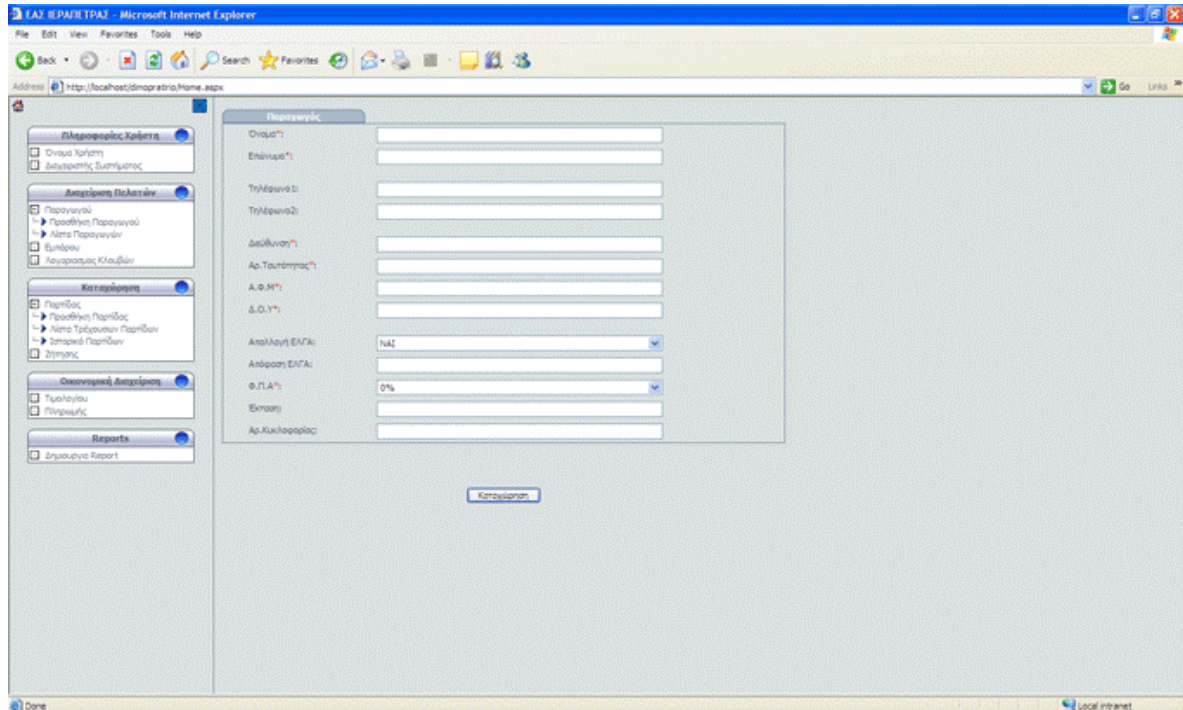 ΕΑΣ ΙΕΡΑΠΕΤΡΑΣ - Microsoft Internet Explorer
File Edit View Favorites Tools Help
Back Search Favorites
Address http://localhost/dimopratirio/Home.aspx Go Links
Πληροφορίες Χρήστη
Όνομα Χρήστη
Διαχειριστής Συστήματος
Διαχείριση Πελατών
Παραγωγού
Προσθήκη Παραγωγού
Λίστα Παραγωγών
Εμπόρου
Λογαριασμος Κλουβιών
Καταχώρηση
Παρτίδας
Προσθήκη Παρτίδας
Λίστα Τρέχουσων Παρτίδων
Ιστορικό Παρτίδων
Ζήτησης
Οικονομική Διαχείριση
Τιμολογίου
Πληρωμής
Reports
Δημιουργια Report
Παραγωγός
Όνομα*:
Επώνυμο*:
Τηλέφωνο1:
Τηλέφωνο2:
Διεύθυνση*:
Αρ.Ταυτότητας*:
Α.Φ.Μ*:
Δ.Ο.Υ*:
Απαλλαγή ΕΛΓΑ: ΝΑΙ
Απόφαση ΕΛΓΑ:
Φ.Π.Α*: 0%
Έκταση:
Αρ.Κυκλοφορίας:
Καταχώρηση
Done Local intranet